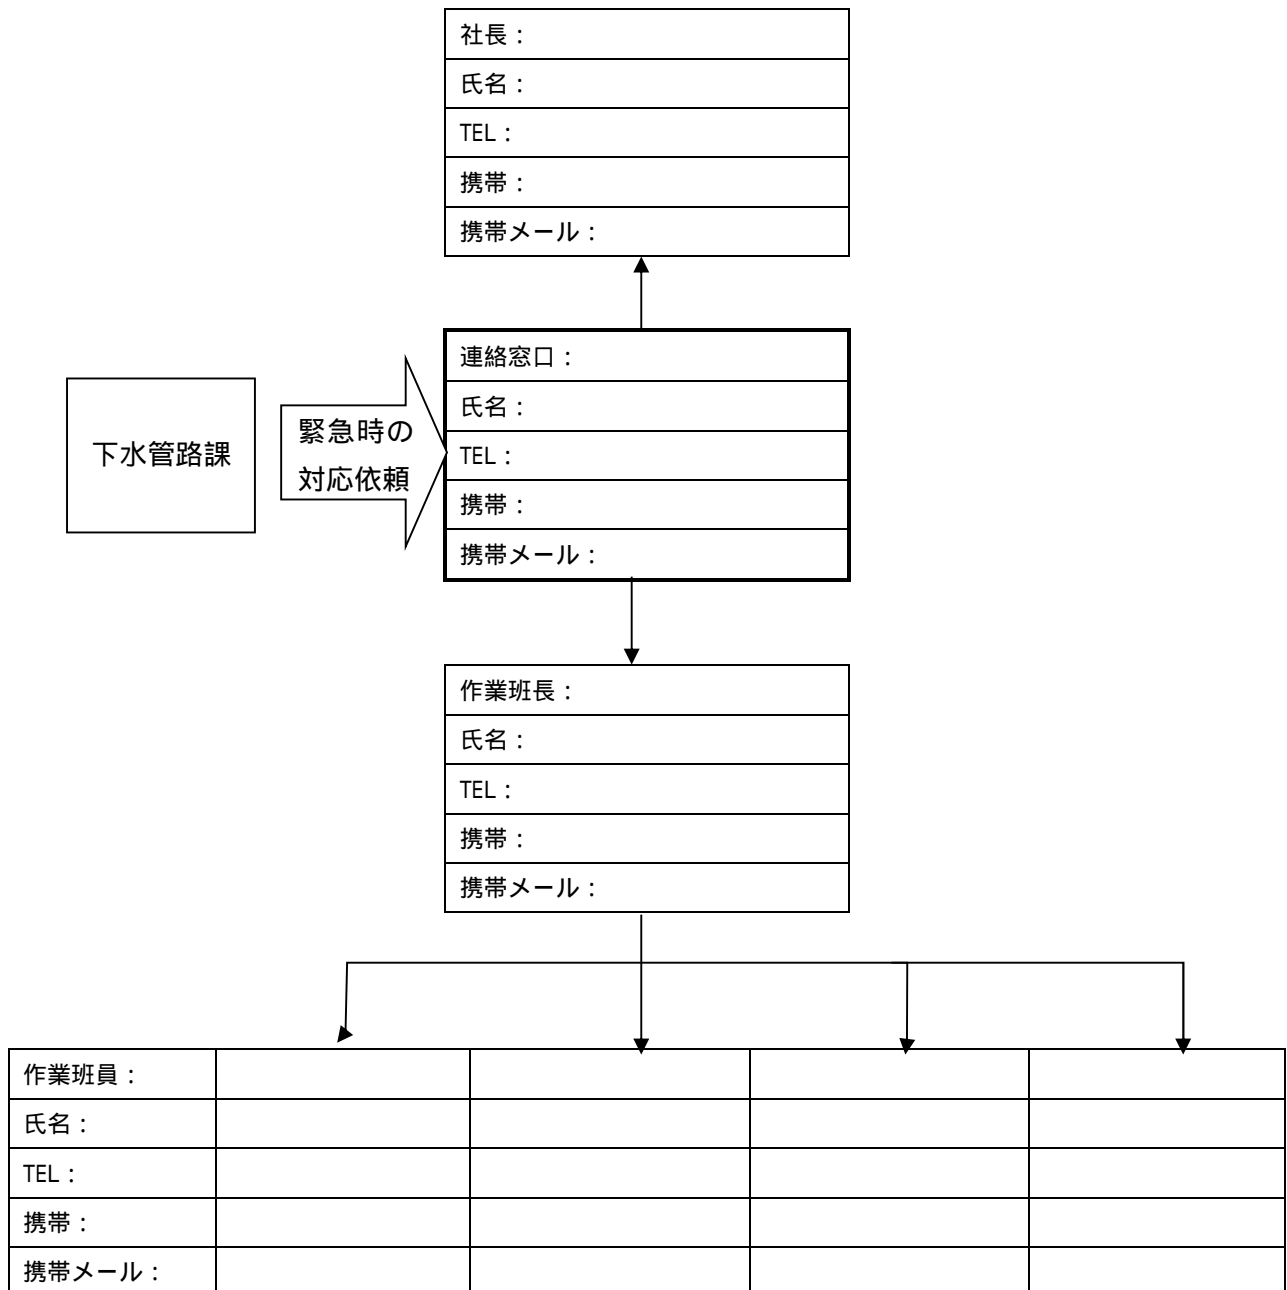 社長：
氏名：
TEL：
携帯：
携帯メール：
下水管路課
緊急時の
対応依頼
連絡窓口：
氏名：
TEL：
携帯：
携帯メール：
作業班長：
氏名：
TEL：
携帯：
携帯メール：
作業班員：
氏名：
TEL：
携帯：
携帯メール：